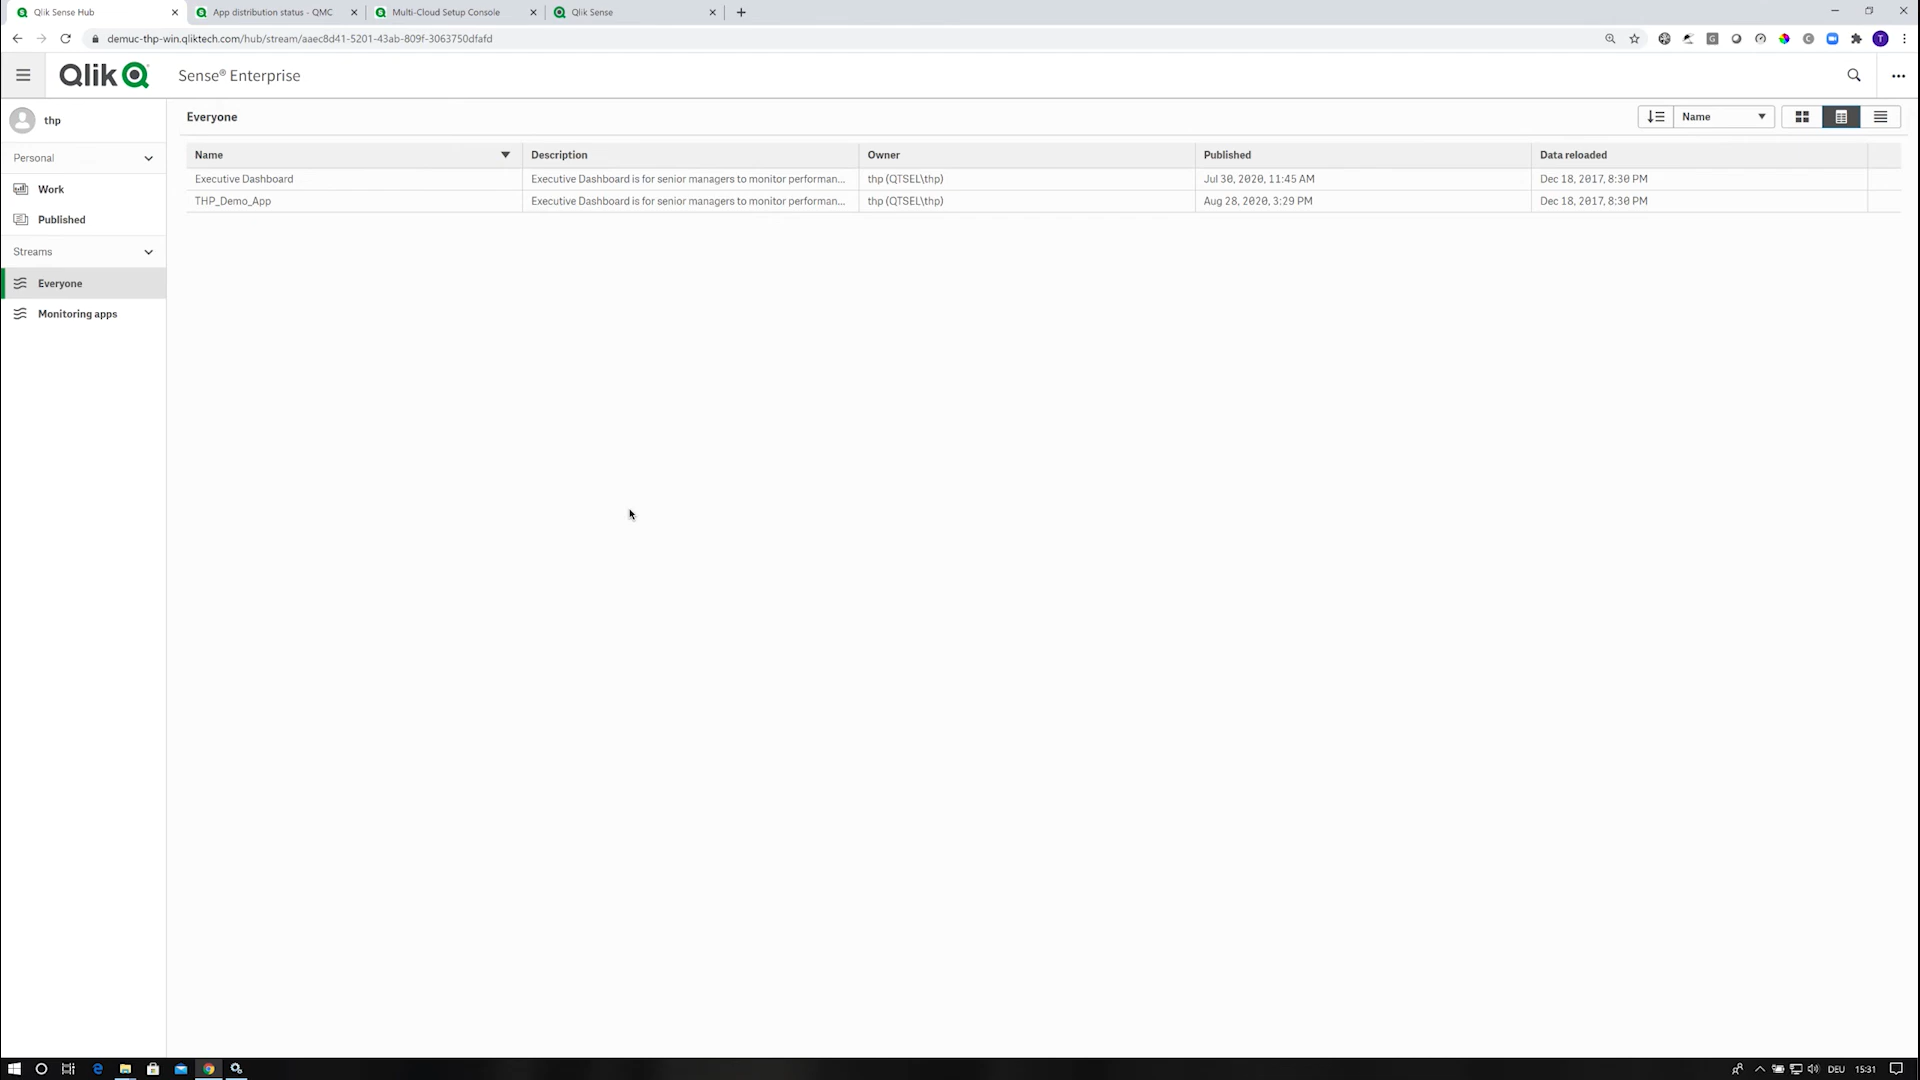 Qlik Sense Hub
App distribution status - QMC
Multi-Cloud Setup Console
Qlik Sense
demuc-thp-win.qliktech.com/hub/stream/aaec8d41-5201-43ab-809f-3063750dfafd
Qlik Sense® Enterprise
thp
Everyone
Name
Personal
Name Description Owner Published Data reloaded
Executive Dashboard Executive Dashboard is for senior managers to monitor performan... thp (QTSEL\thp) Jul 30, 2020, 11:45 AM Dec 18, 2017, 8:30 PM
Work
THP_Demo_App Executive Dashboard is for senior managers to monitor performan... thp (QTSEL\thp) Aug 28, 2020, 3:29 PM Dec 18, 2017, 8:30 PM
Published
Streams
Everyone
Monitoring apps
DEU 15:31